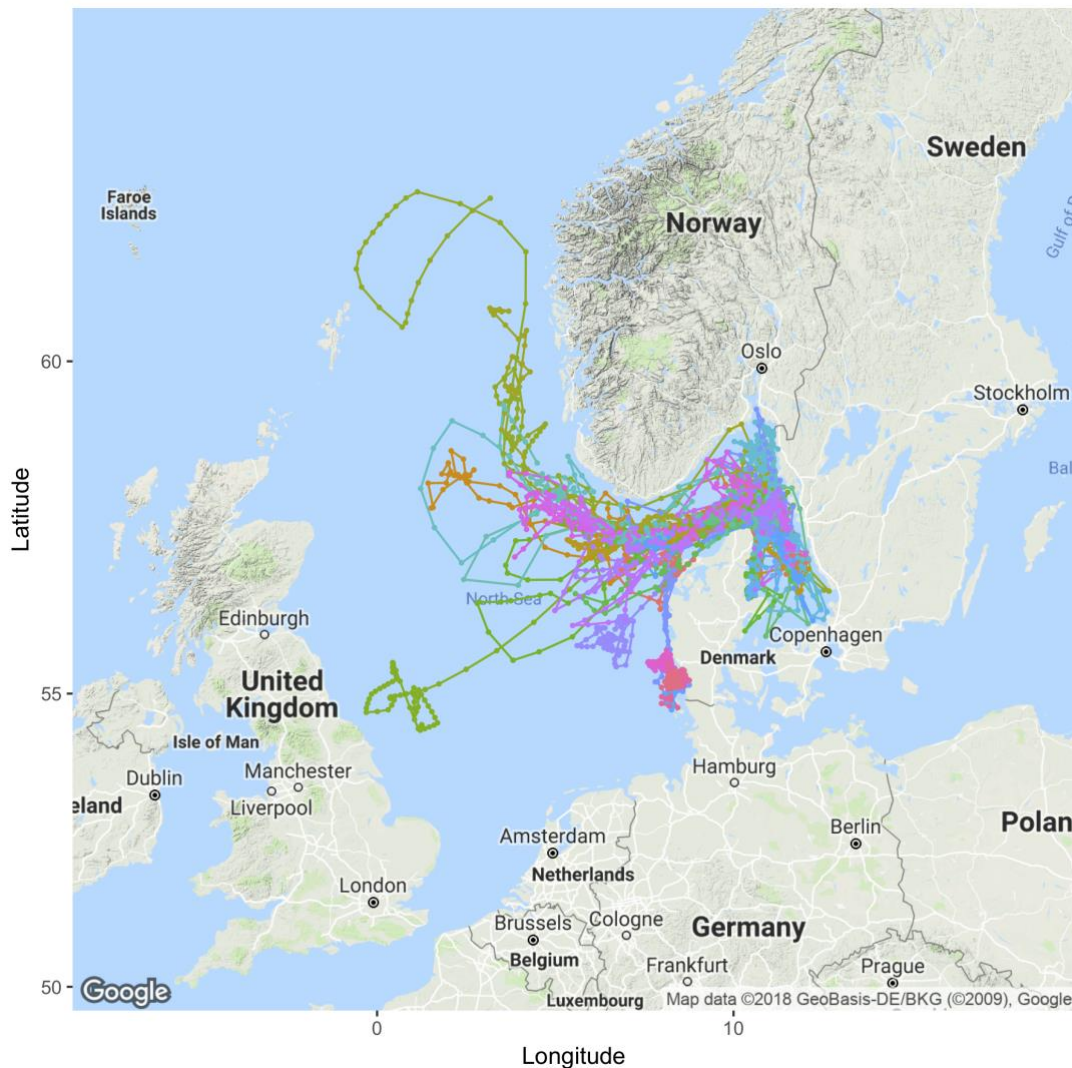 Sweden
Faroe
Islands
Norway
Gulf of
60
Oslo
Stockholm
Bal
Latitude
North Sea
Edinburgh
Copenhagen
Denmark
55
United
Kingdom
Isle of Man
Dublin
Manchester
Liverpool
eland
Hamburg
Berlin
Polan
Amsterdam
Netherlands
London
Brussels
Cologne
Belgium
Germany
Frankfurt
Prague
50
Google
Luxembourg
Map data ©2018 GeoBasis-DE/BKG (©2009), Google
0
10
Longitude